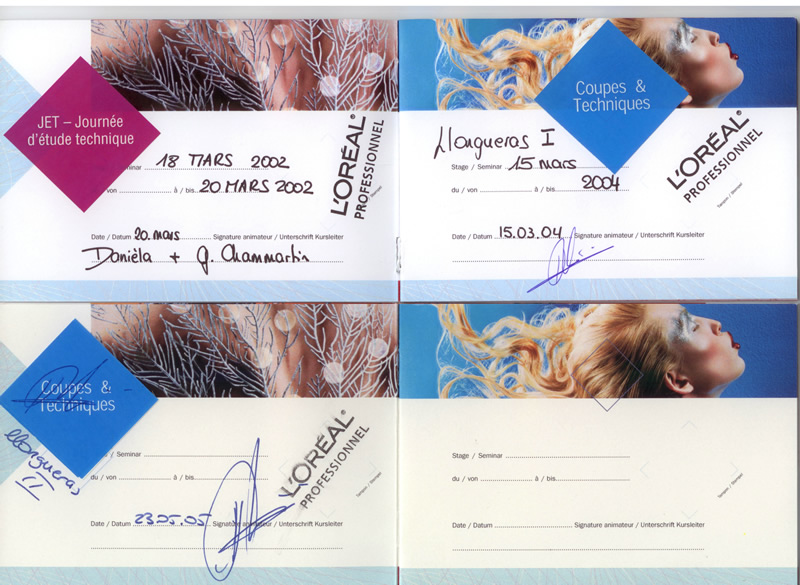 JET – Journée
d'étude technique
inar 18 MARS 2002
von à / bis 20 MARS 2002
L'ORÉAL®
PROFESSIONNEL
Date / Datum 20. mars Signature animateur / Unterschrift Kursleiter
Danièla + G. Chammartin
Coupes &
Techniques
Llongueras I
Stage / Seminar 15 mars
du / von à / bis 2004
L'ORÉAL®
PROFESSIONNEL
Tampon / Stempel
Date / Datum 15.03.04 Signature animateur / Unterschrift Kursleiter
Coupes &
Techniques
Llongueras
II
/ Seminar
du / von à / bis
L'ORÉAL®
PROFESSIONNEL
Tampon / Stempel
Date / Datum 23.05.05 Signature animateur / Unterschrift Kursleiter
Stage / Seminar
du / von à / bis
Tampon / Stempel
Date / Datum Signature animateur / Unterschrift Kursleiter